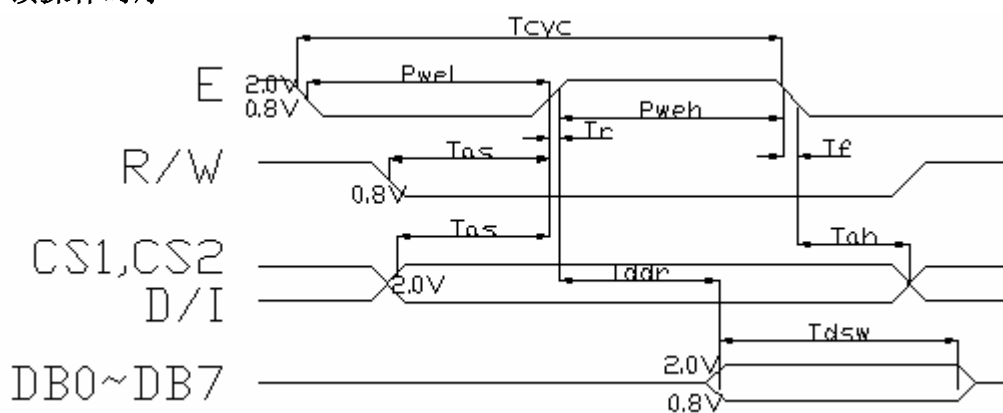 Tcyc
E
2.0V
Pwel
0.8V
Pweh
Tr
R/W
Tas
Tf
0.8V
Tas
Tah
CS1,CS2
Tddr
2.0V
D/I
Tdsw
2.0V
DB0~DB7
0.8V